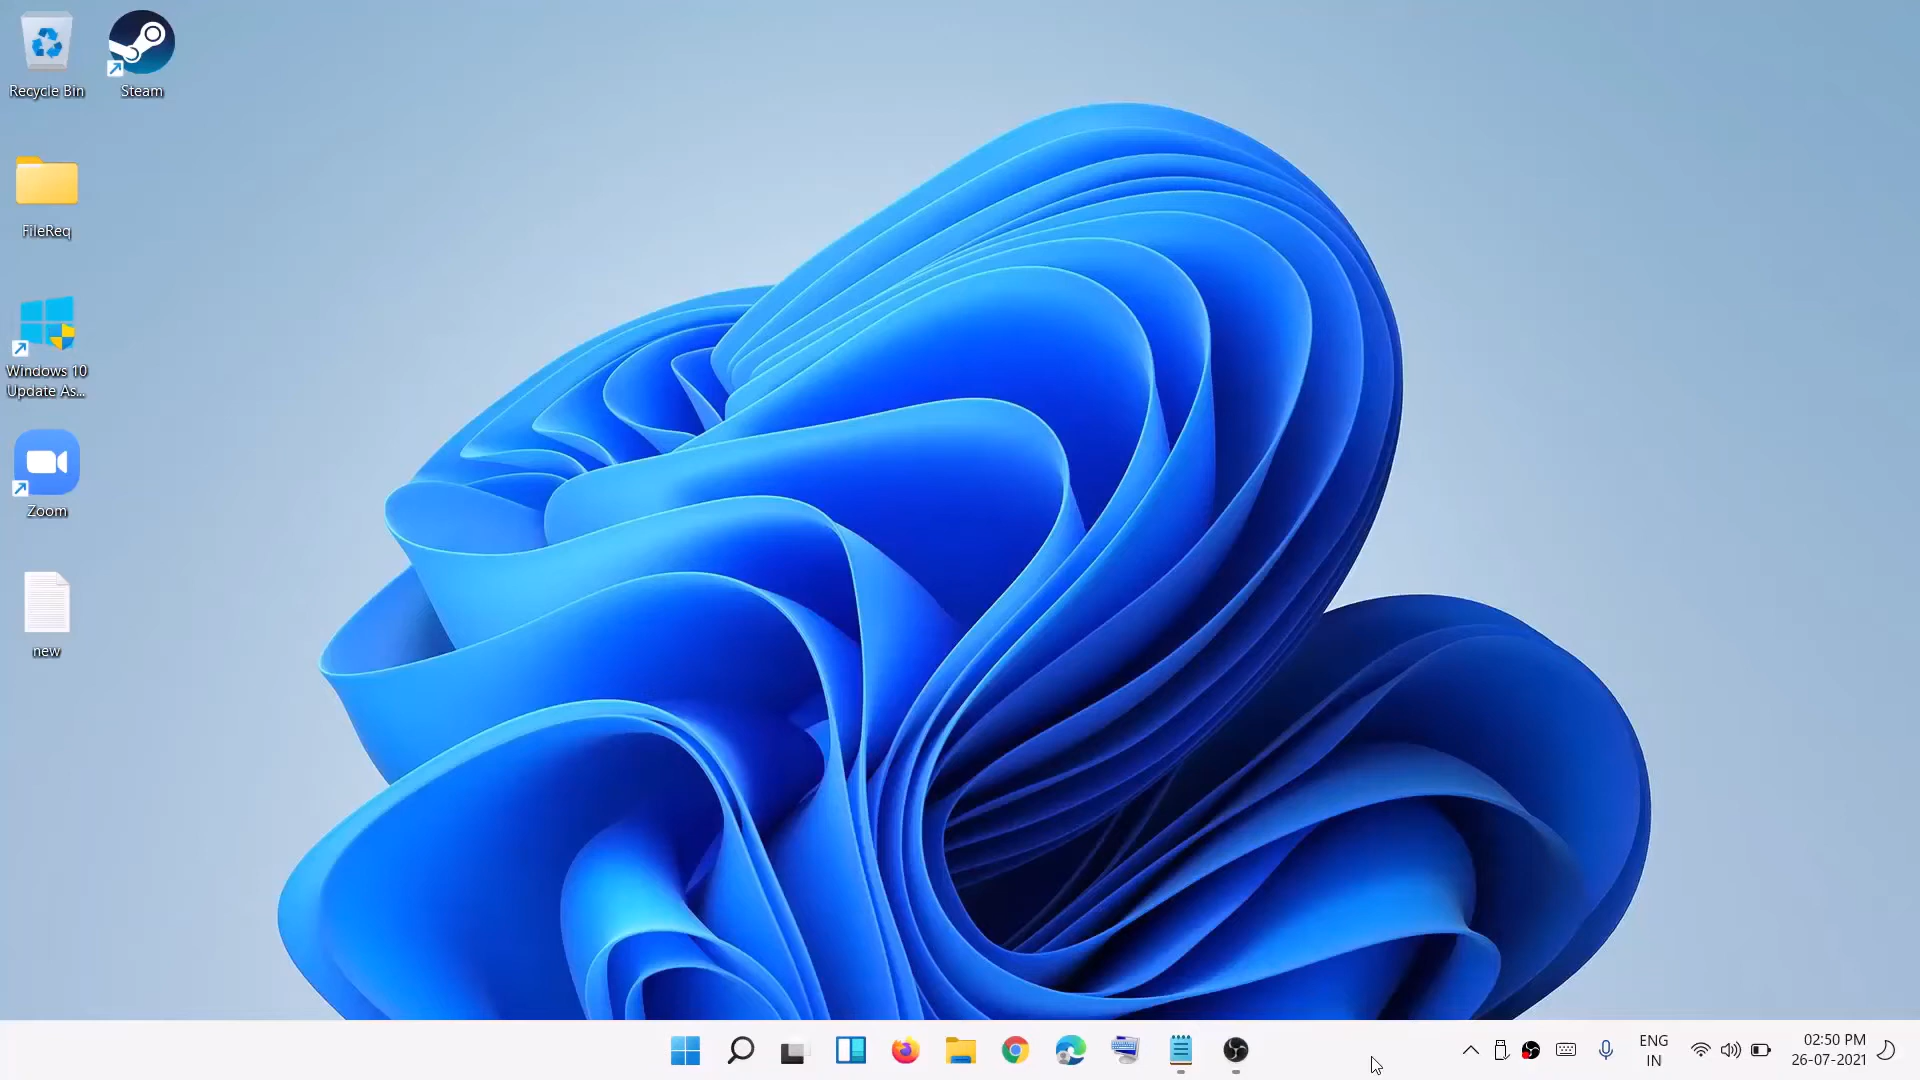 Recycle Bin
Steam
FileReq
Windows 10
Update As...
Zoom
new
ENG
IN
02:50 PM
26-07-2021